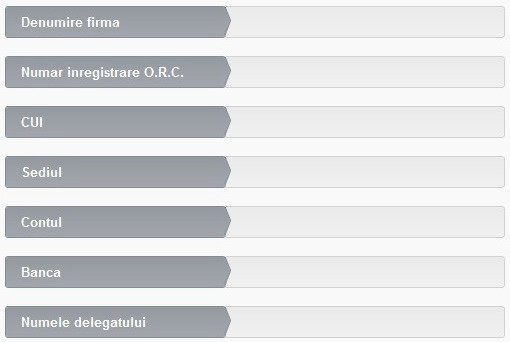 Denumire firma
Numar inregistrare O.R.C.
CUI
Sediul
Contul
Banca
Numele delegatului